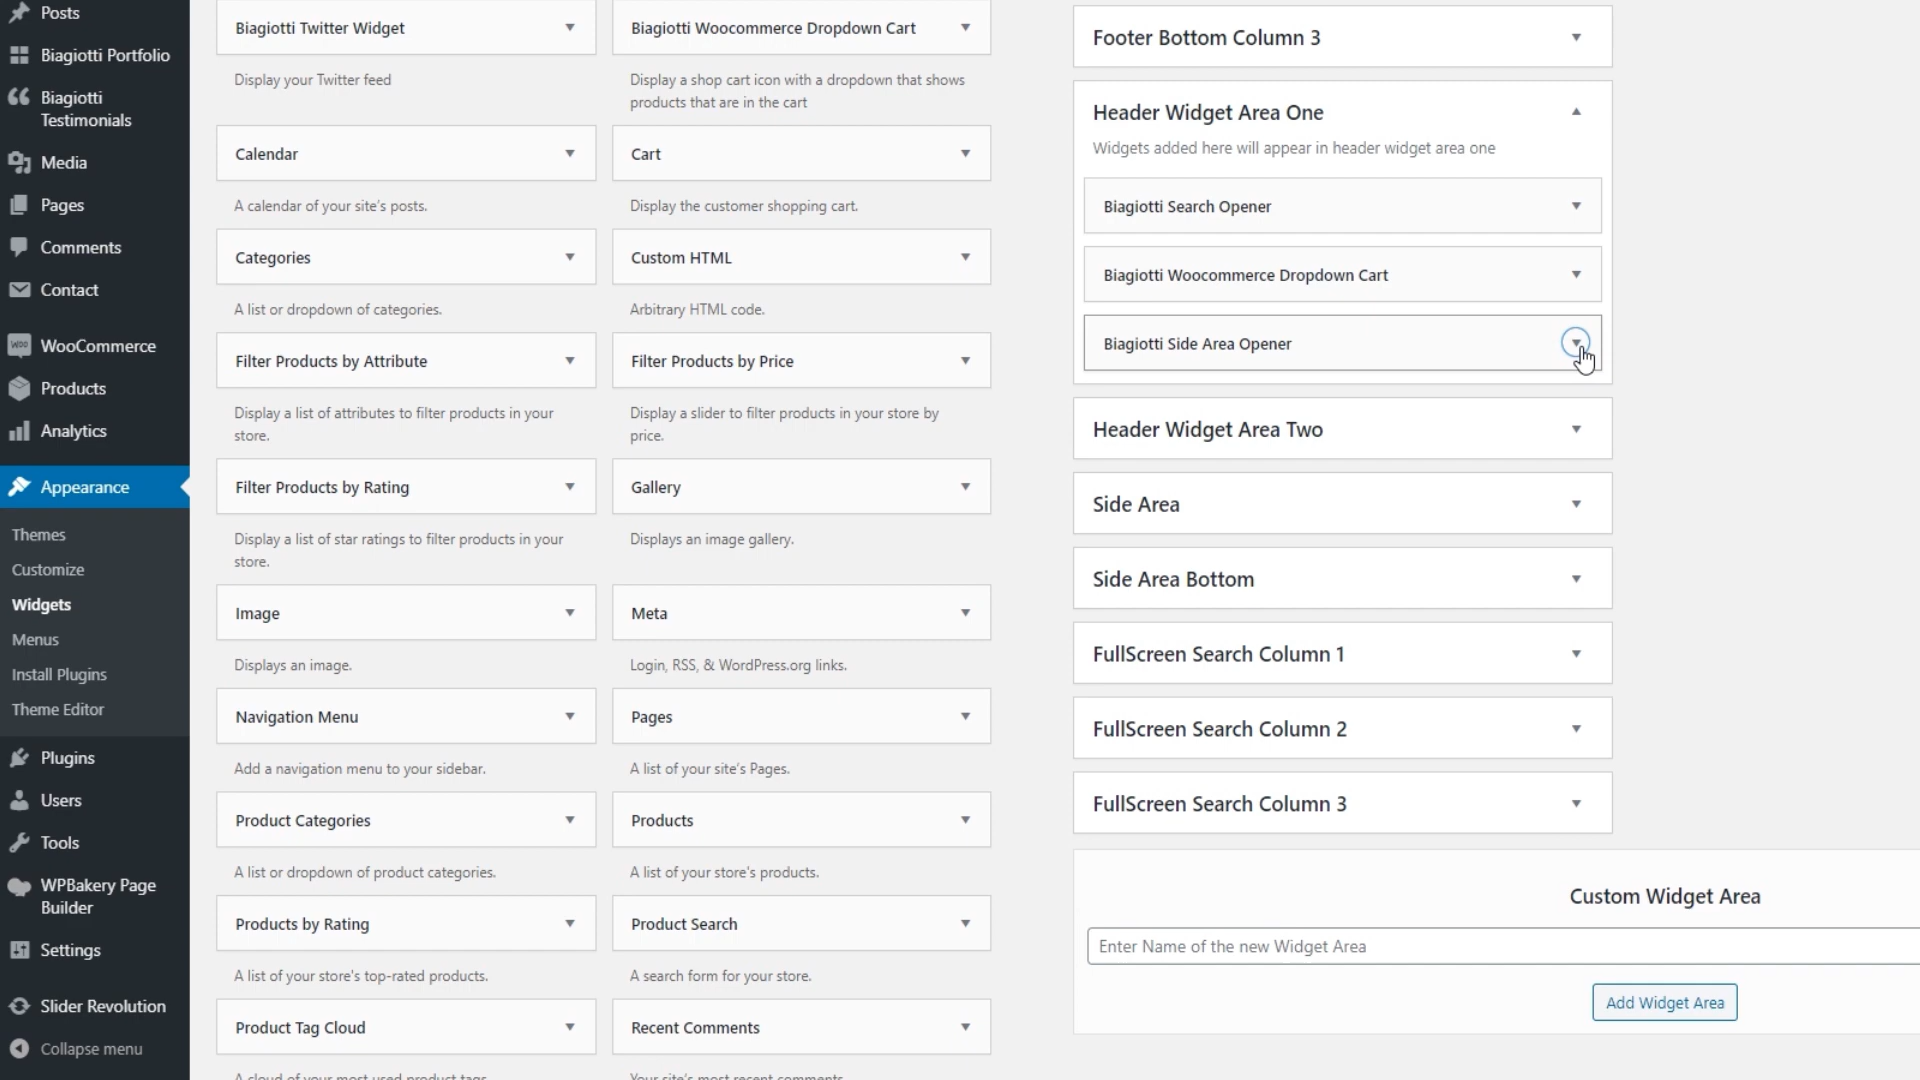 Posts
Biagiotti Portfolio
Biagiotti
Testimonials
Media
Pages
Comments
Contact
WooCommerce
Products
Analytics
Appearance
Themes
Customize
Widgets
Menus
Install Plugins
Theme Editor
Plugins
Users
Tools
WPBakery Page
Builder
Settings
Slider Revolution
Collapse menu
Biagiotti Twitter Widget
Display your Twitter feed
Calendar
A calendar of your site's posts.
Categories
A list or dropdown of categories.
Filter Products by Attribute
Display a list of attributes to filter products in your
store.
Filter Products by Rating
Display a list of star ratings to filter products in your
store.
Image
Displays an image.
Navigation Menu
Add a navigation menu to your sidebar.
Product Categories
A list or dropdown of product categories.
Products by Rating
A list of your store's top-rated products.
Product Tag Cloud
A cloud of your most used product tags.
Biagiotti Woocommerce Dropdown Cart
Display a shop cart icon with a dropdown that shows
products that are in the cart
Cart
Display the customer shopping cart.
Custom HTML
Arbitrary HTML code.
Filter Products by Price
Display a slider to filter products in your store by
price.
Gallery
Displays an image gallery.
Meta
Login, RSS, & WordPress.org links.
Pages
A list of your site's Pages.
Products
A list of your store's products.
Product Search
A search form for your store.
Recent Comments
Your site's most recent comments.
Footer Bottom Column 3
Header Widget Area One
Widgets added here will appear in header widget area one
Biagiotti Search Opener
Biagiotti Woocommerce Dropdown Cart
Biagiotti Side Area Opener
Header Widget Area Two
Side Area
Side Area Bottom
FullScreen Search Column 1
FullScreen Search Column 2
FullScreen Search Column 3
Custom Widget Area
Enter Name of the new Widget Area
Add Widget Area